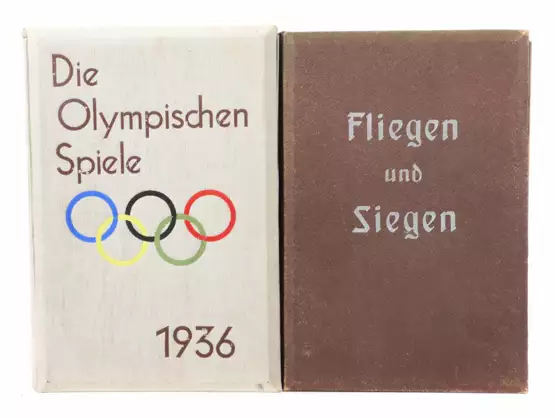 Die
Olympischen
Spiele
1936
Fliegen
und
Siegen